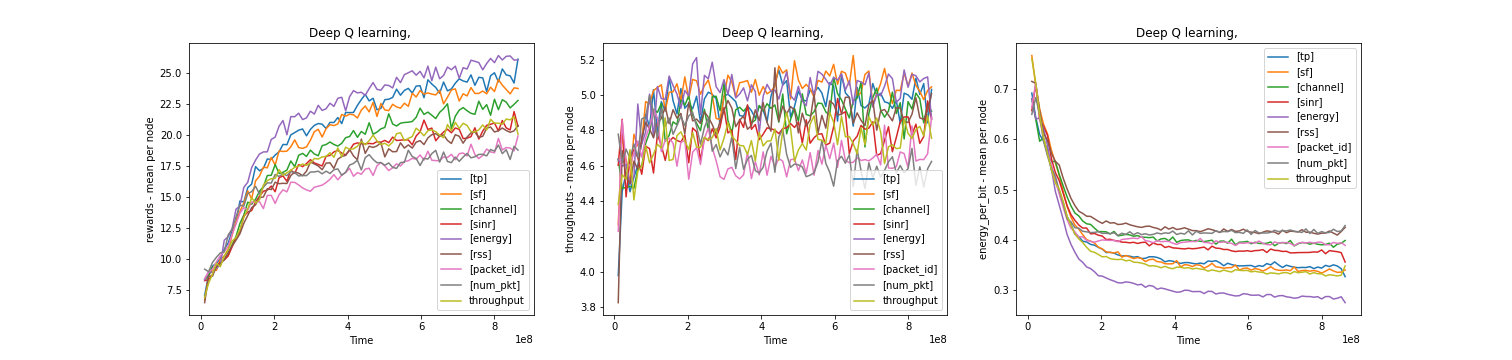 Deep Q learning,
rewards - mean per node
25.0
22.5
20.0
17.5
15.0
12.5
10.0
7.5
0
2
4
6
8
1e8
Time
[tp]
[sf]
[channel]
[sinr]
[energy]
[rss]
[packet_id]
[num_pkt]
throughput
Deep Q learning,
throughputs - mean per node
5.2
5.0
4.8
4.6
4.4
4.2
4.0
3.8
0
2
4
6
8
1e8
Time
[tp]
[sf]
[channel]
[sinr]
[energy]
[rss]
[packet_id]
[num_pkt]
throughput
Deep Q learning,
energy_per_bit - mean per node
0.7
0.6
0.5
0.4
0.3
0
2
4
6
8
1e8
Time
[tp]
[sf]
[channel]
[sinr]
[energy]
[rss]
[packet_id]
[num_pkt]
throughput